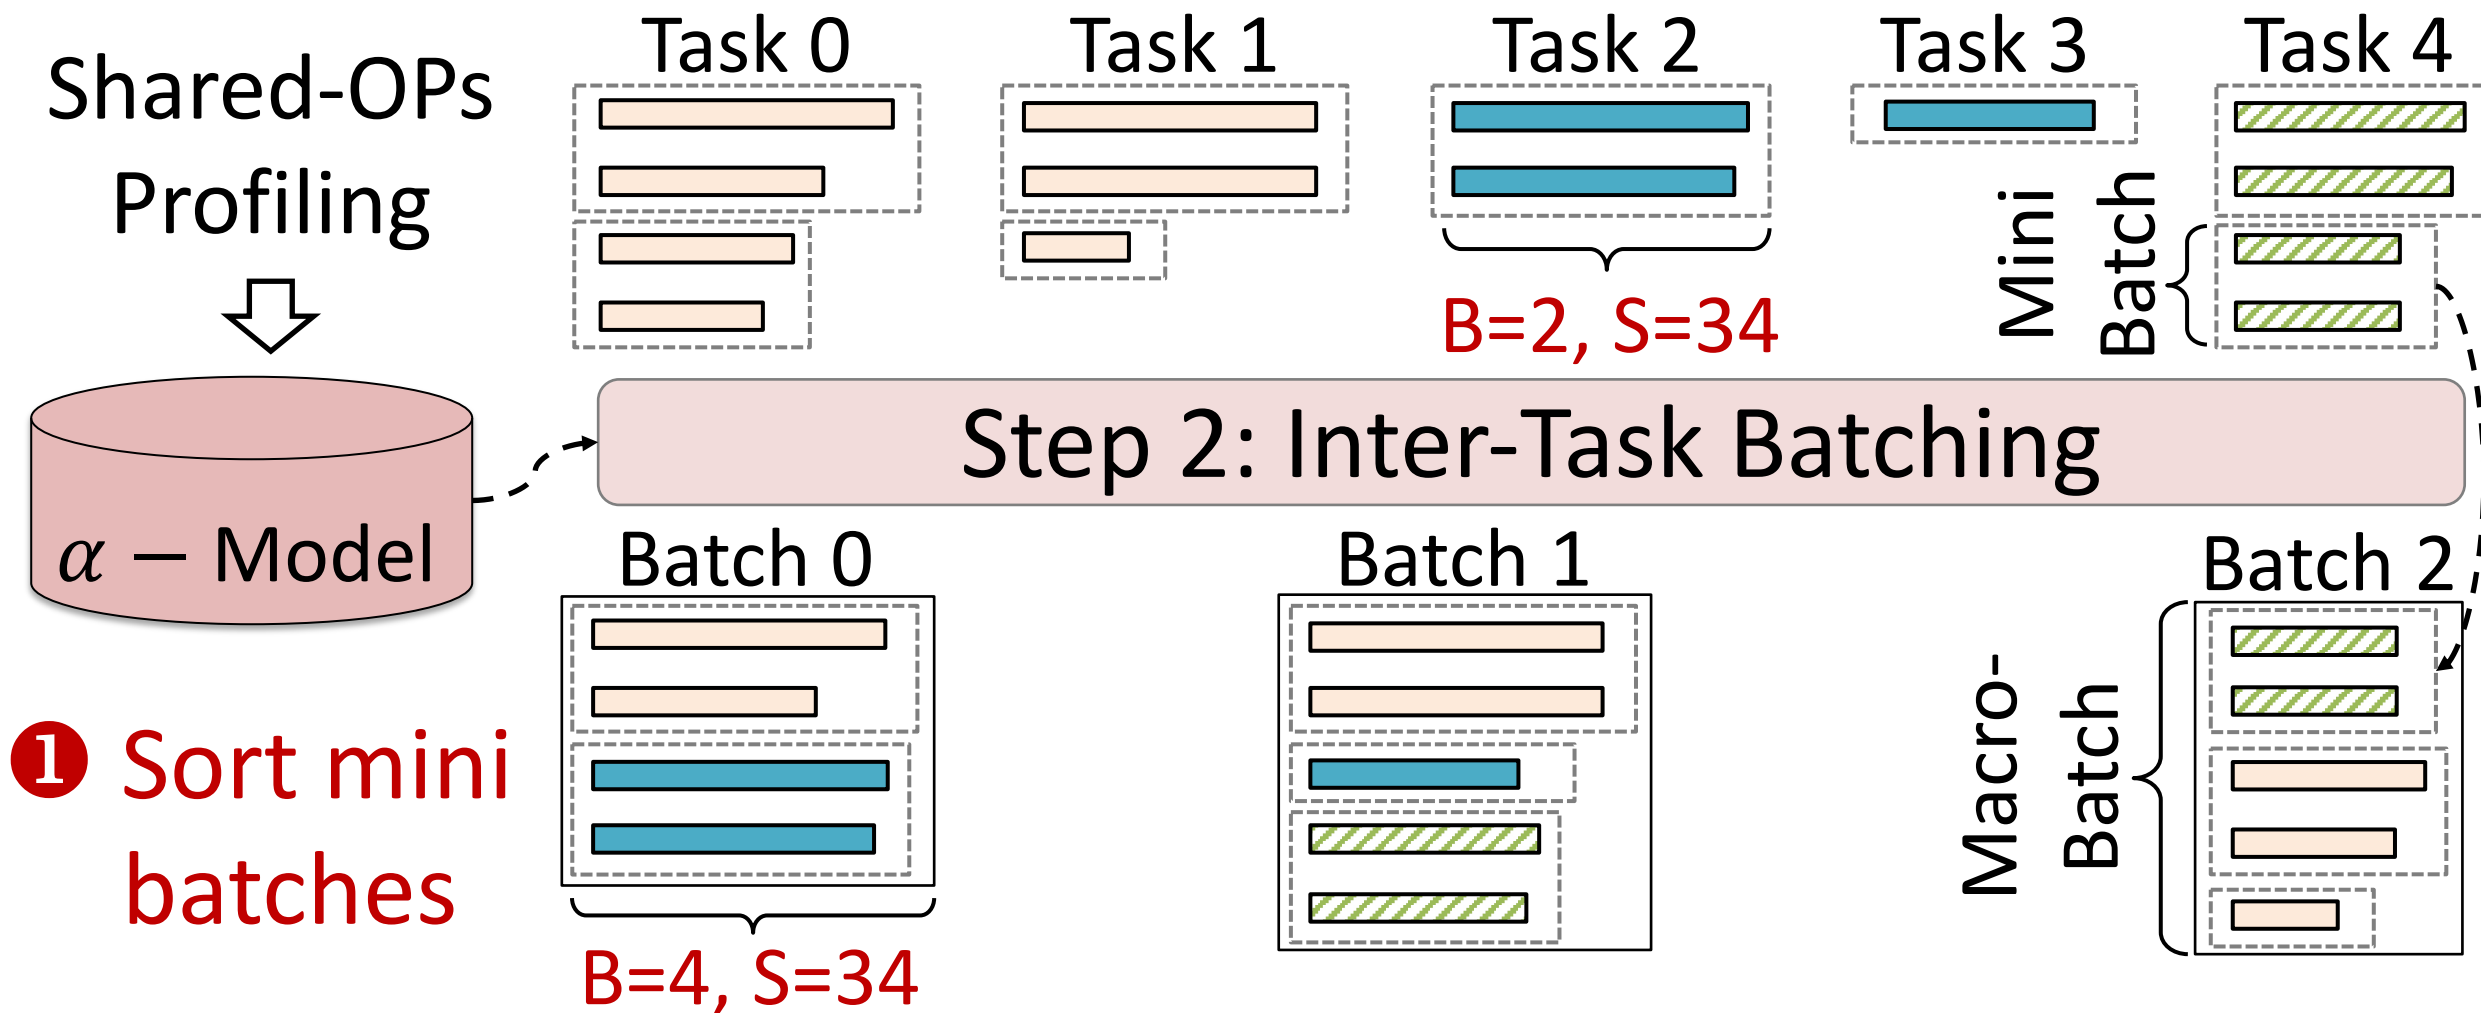 Shared-OPs
Profiling
α – Model
Task 0
Task 1
Task 2
Task 3
Task 4
B=2, S=34
Mini
Batch
Step 2: Inter-Task Batching
Batch 0
Batch 1
Batch 2
❶ Sort mini
batches
Macro-
Batch
B=4, S=34